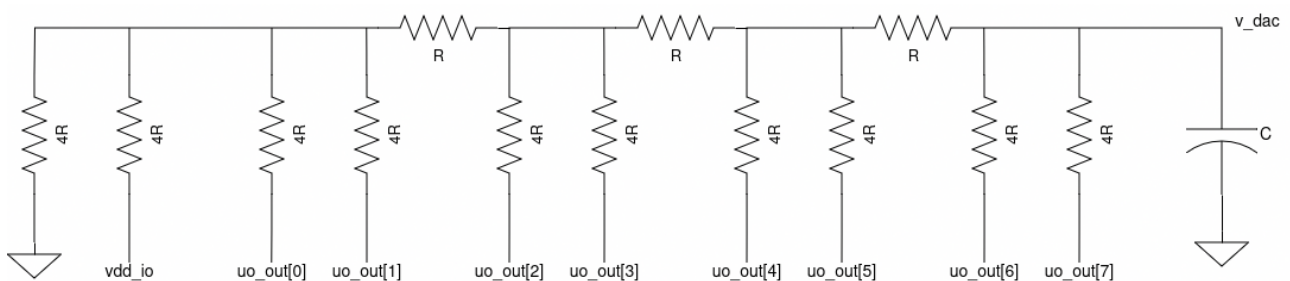 v_dac
R
R
R
4R
4R
4R
4R
4R
4R
4R
4R
4R
4R
C
vdd_io
uo_out[0]
uo_out[1]
uo_out[2]
uo_out[3]
uo_out[4]
uo_out[5]
uo_out[6]
uo_out[7]